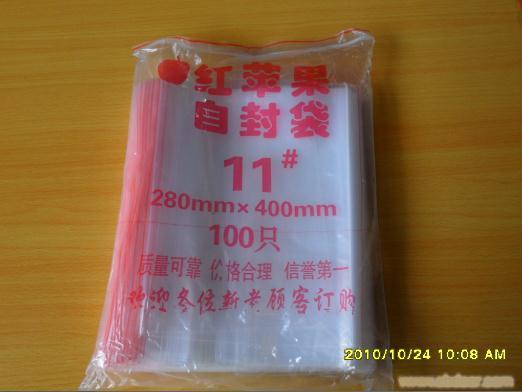 红苹果
自封袋
11#
280mm×400mm
100只
质量可靠 价格合理 信誉第一
欢迎各位新老顾客订购
2010/10/24 10:08 AM